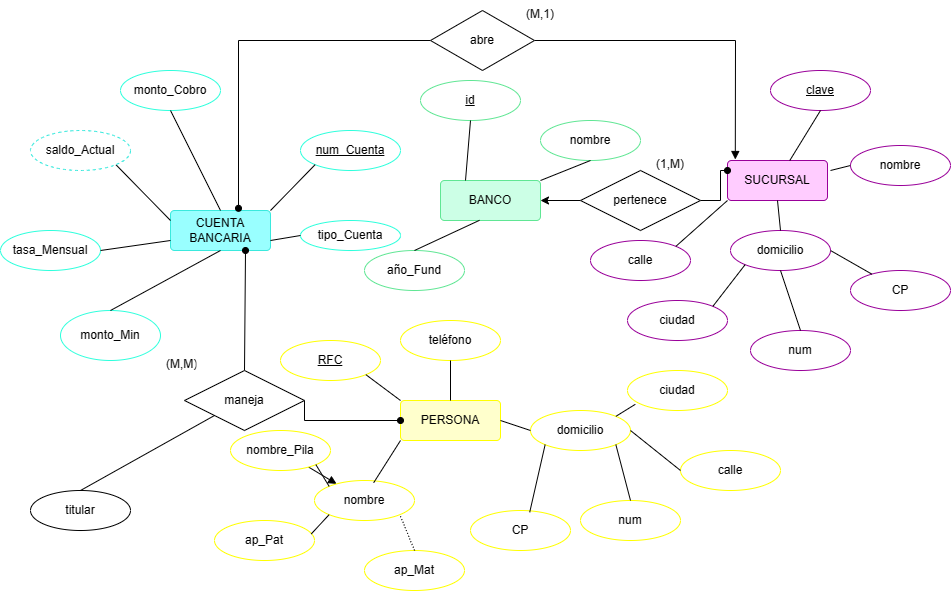 (M,1)
abre
monto_Cobro
id
clave
saldo_Actual
num_Cuenta
nombre
(1,M)
nombre
CUENTA
BANCARIA
BANCO
pertenece
SUCURSAL
tasa_Mensual
tipo_Cuenta
año_Fund
calle
domicilio
CP
monto_Min
ciudad
num
(M,M)
RFC
teléfono
maneja
PERSONA
domicilio
ciudad
nombre_Pila
calle
titular
nombre
CP
num
ap_Pat
ap_Mat